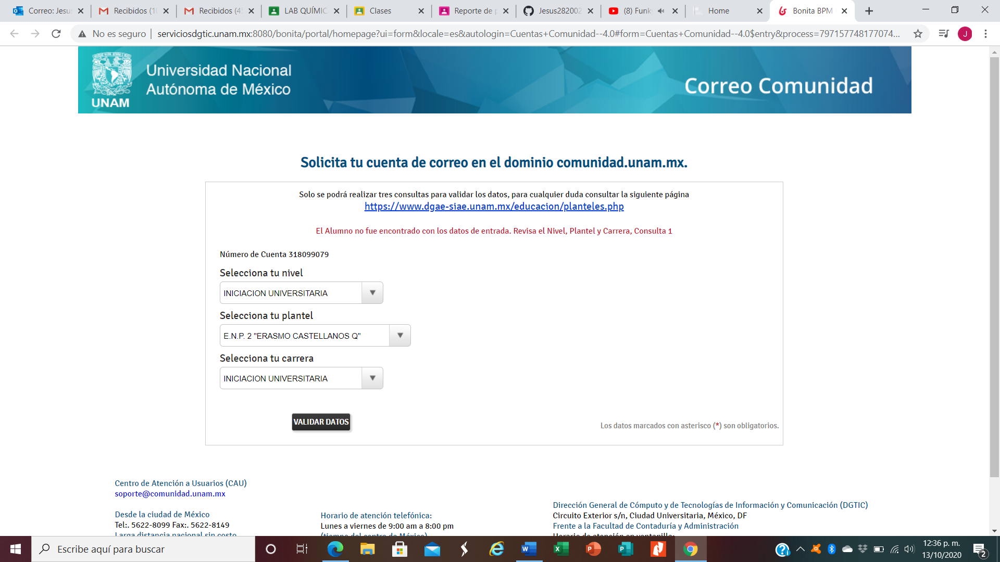 Correo: Jesu
Recibidos (1
Recibidos (4
LAB QUÍMIC
Clases
Reporte de p
Jesus282002
(8) Funk
Home
Bonita BPM
No es seguro
serviciosdgtic.unam.mx:8080/bonita/portal/homepage?ui=form&locale=es&autologin=Cuentas+Comunidad--4.0#form=Cuentas+Comunidad--4.0$entry&process=797157748177074...
J
UNAM
Universidad Nacional
Autónoma de México
Correo Comunidad
Solicita tu cuenta de correo en el dominio comunidad.unam.mx.
Solo se podrá realizar tres consultas para validar los datos, para cualquier duda consultar la siguiente página
https://www.dgae-siae.unam.mx/educacion/planteles.php
El Alumno no fue encontrado con los datos de entrada. Revisa el Nivel, Plantel y Carrera, Consulta 1
Número de Cuenta 318099079
Selecciona tu nivel
INICIACION UNIVERSITARIA
Selecciona tu plantel
E.N.P. 2 "ERASMO CASTELLANOS Q"
Selecciona tu carrera
INICIACION UNIVERSITARIA
VALIDAR DATOS
Los datos marcados con asterisco (*) son obligatorios.
Centro de Atención a Usuarios (CAU)
soporte@comunidad.unam.mx
Desde la ciudad de México
Tel:. 5622-8099 Fax:. 5622-8149
Larga distancia nacional sin costo
Horario de atención telefónica:
Lunes a viernes de 9:00 am a 8:00 pm
(tiempo del centro de México)
Dirección General de Cómputo y de Tecnologías de Información y Comunicación (DGTIC)
Circuito Exterior s/n, Ciudad Universitaria, México, DF
Frente a la Facultad de Contaduría y Administración
Horario de atención en ventanilla:
Escribe aquí para buscar
12:36 p. m.
13/10/2020
2